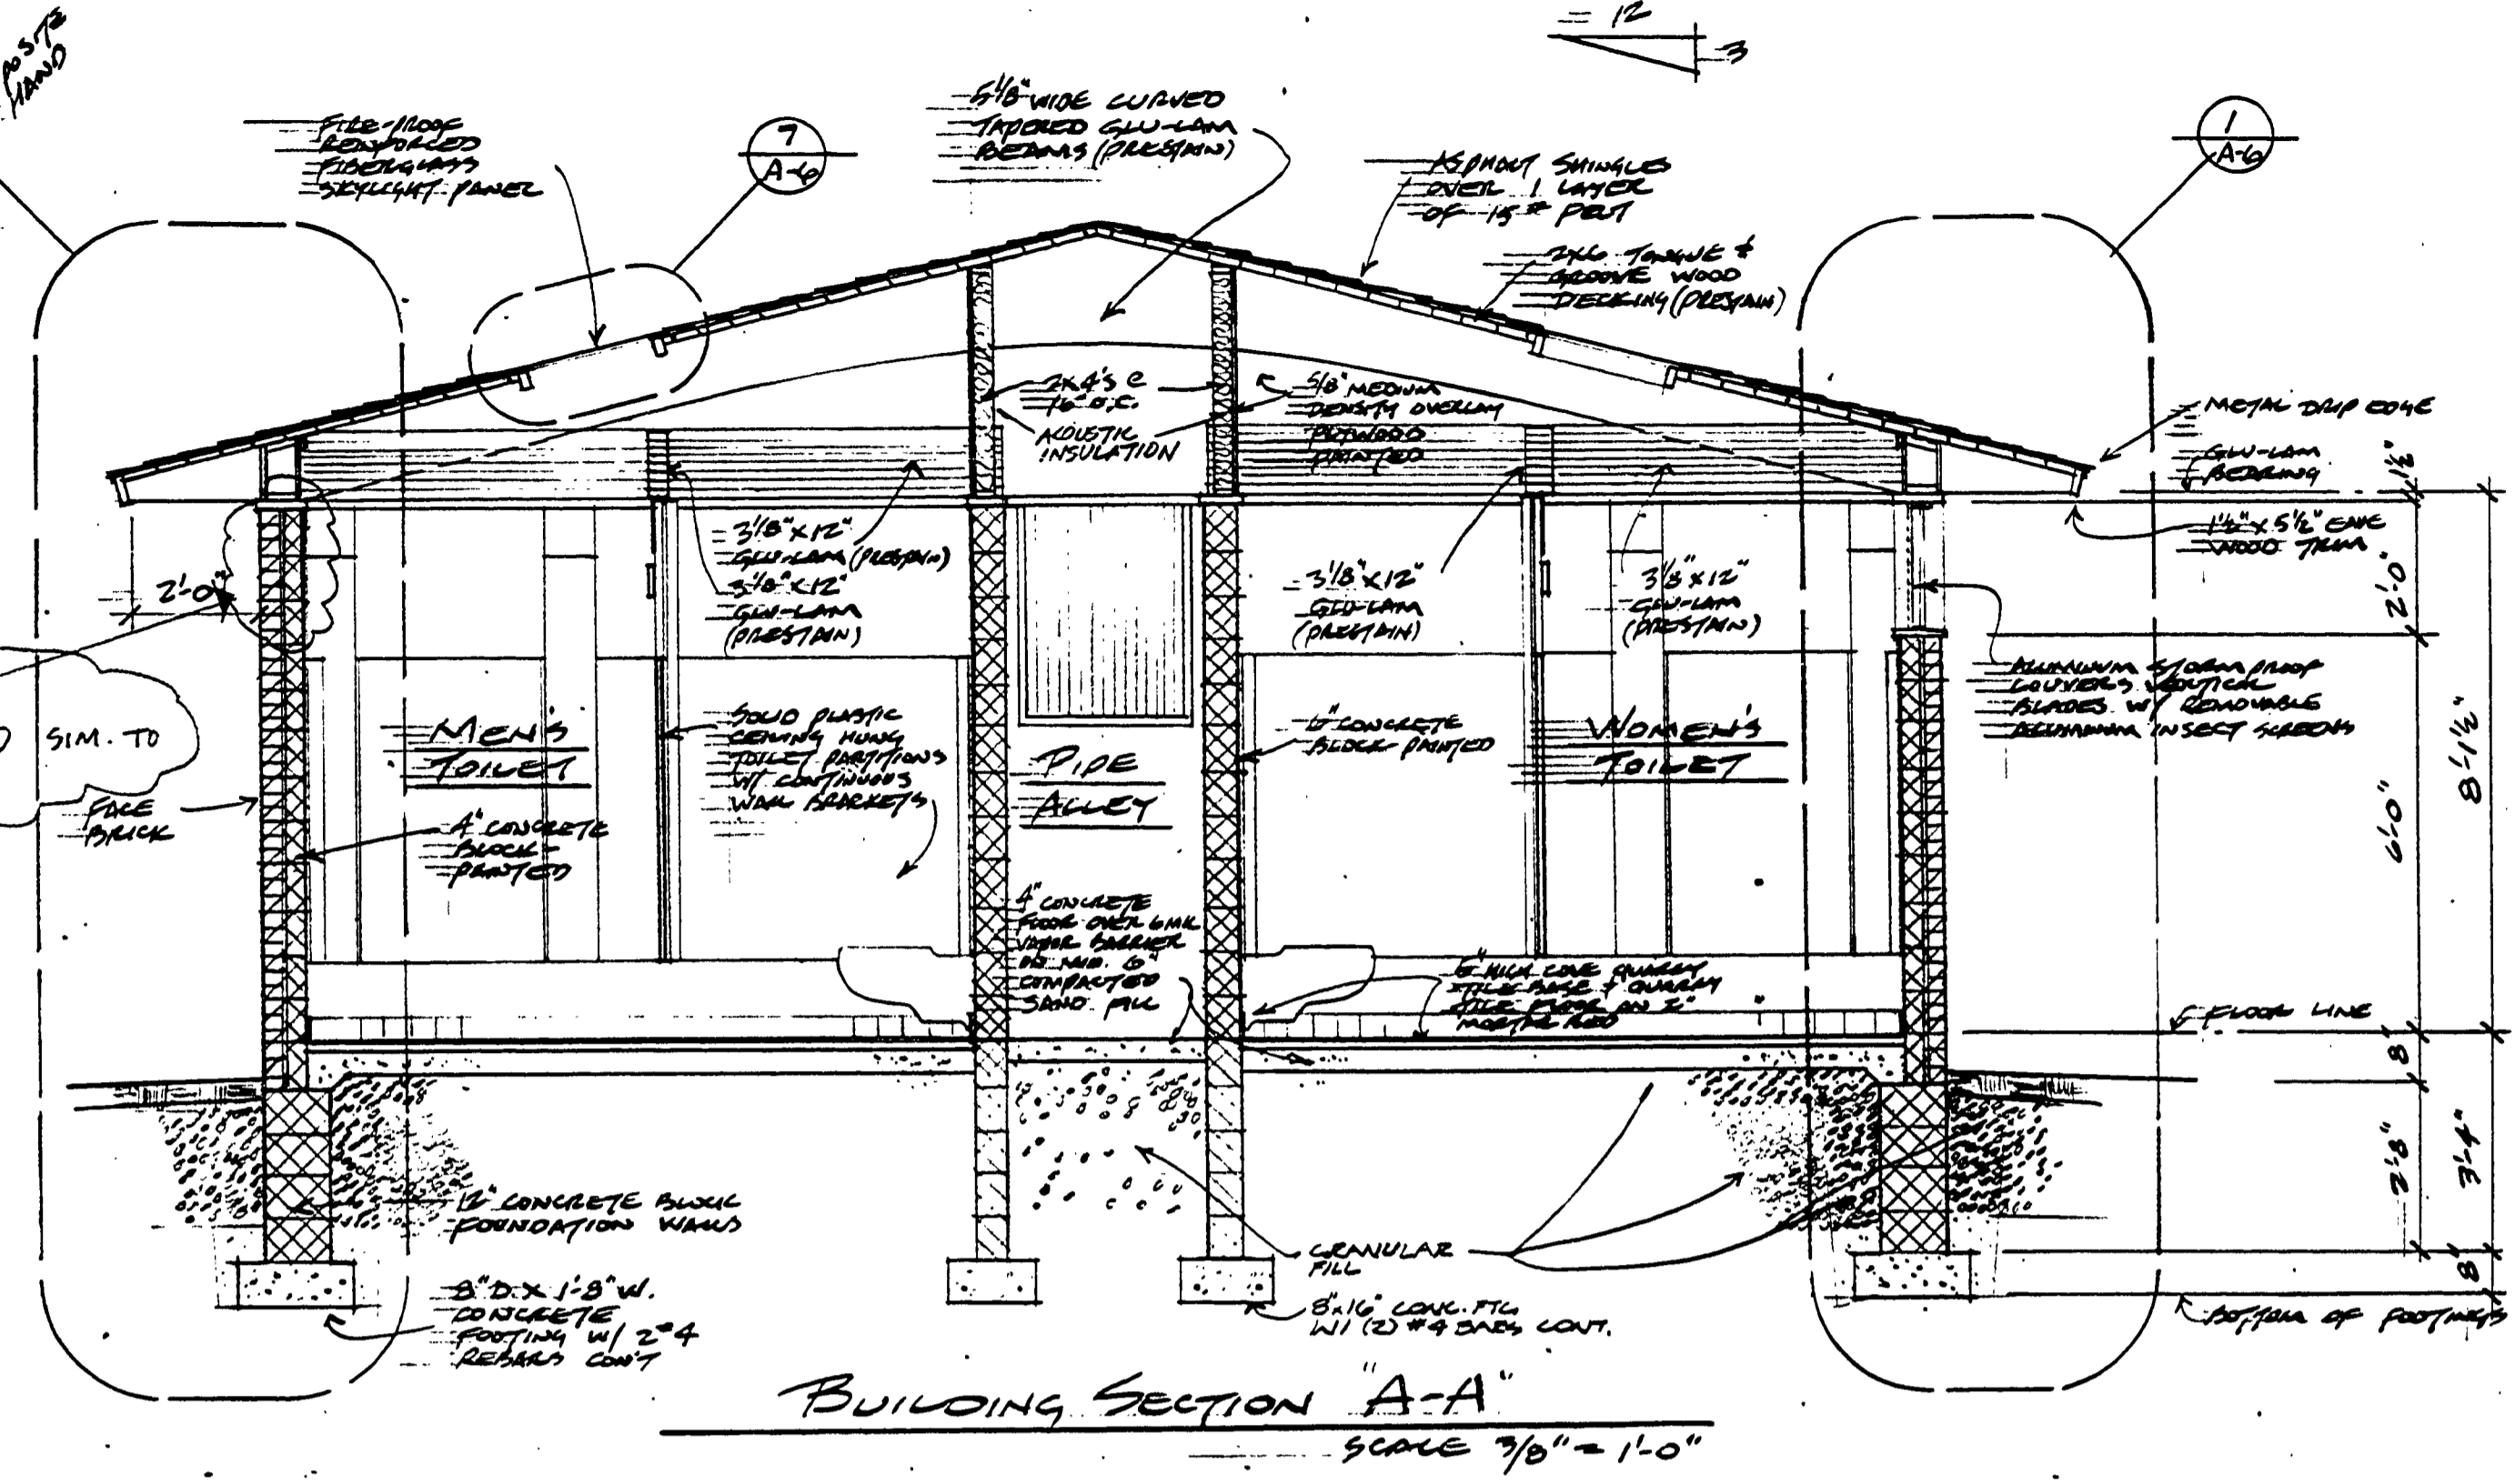 HAND
12
3
FIRE-PROOF
REINFORCED
FIBERGLASS
SKYLIGHT PANEL
7
A-6
5 1/8" WIDE CURVED
TAPERED GLU-LAM
BEAMS (PRESTAIN)
ASPHALT SHINGLES
OVER 1 LAYER
OF 15# FELT
2X6 TONGUE &
GROOVE WOOD
DECKING (PRESTAIN)
1
A-6
2X4'S @
16" O.C.
ACOUSTIC
INSULATION
5/8" MEDIUM
DENSITY OVERLAY
PLYWOOD
PAINTED
METAL DRIP EDGE
GLU-LAM
BEARING
1 1/2" X 5 1/2" EAVE
WOOD TRIM
1 1/2"
2'-0"
6'-0"
8'-1 1/2"
8"
2'-8"
3'-4"
8"
2'-0"
3 1/8" X 12"
GLU-LAM (PRESTAIN)
3 1/8" X 12"
GLU-LAM
(PRESTAIN)
3 1/8" X 12"
GLU-LAM
(PRESTAIN)
3 1/8" X 12"
GLU-LAM
(PRESTAIN)
ALUMINUM STORM PROOF
LOUVERS VERTICAL
BLADES W/ REMOVABLE
ALUMINUM INSECT SCREENS
SIM. TO
FACE
BRICK
MEN'S
TOILET
4" CONCRETE
BLOCK-
PAINTED
SOLID PLASTIC
CEILING HUNG
TOILET PARTITIONS
W/ CONTINUOUS
WALL BRACKETS
PIPE
ALLEY
CONCRETE
BLOCK-PAINTED
WOMEN'S
TOILET
4" CONCRETE
FLOOR OVER 6 MIL
VAPOR BARRIER
ON MIN. 6"
COMPACTED
SAND FILL
6" HIGH COVE QUARRY
TILE BASE & QUARRY
TILE FLOOR ON 2"
MORTAR BED
FLOOR LINE
12" CONCRETE BLOCK
FOUNDATION WALLS
8" D. X 1'-8" W.
CONCRETE
FOOTING W/ 2 #4
REBARS CON'T
GRANULAR
FILL
8"x16" CONC. FTG
W/ (2) #4 BARS CONT.
BOTTOM OF FOOTINGS
BUILDING SECTION "A-A"
SCALE 3/8" = 1'-0"